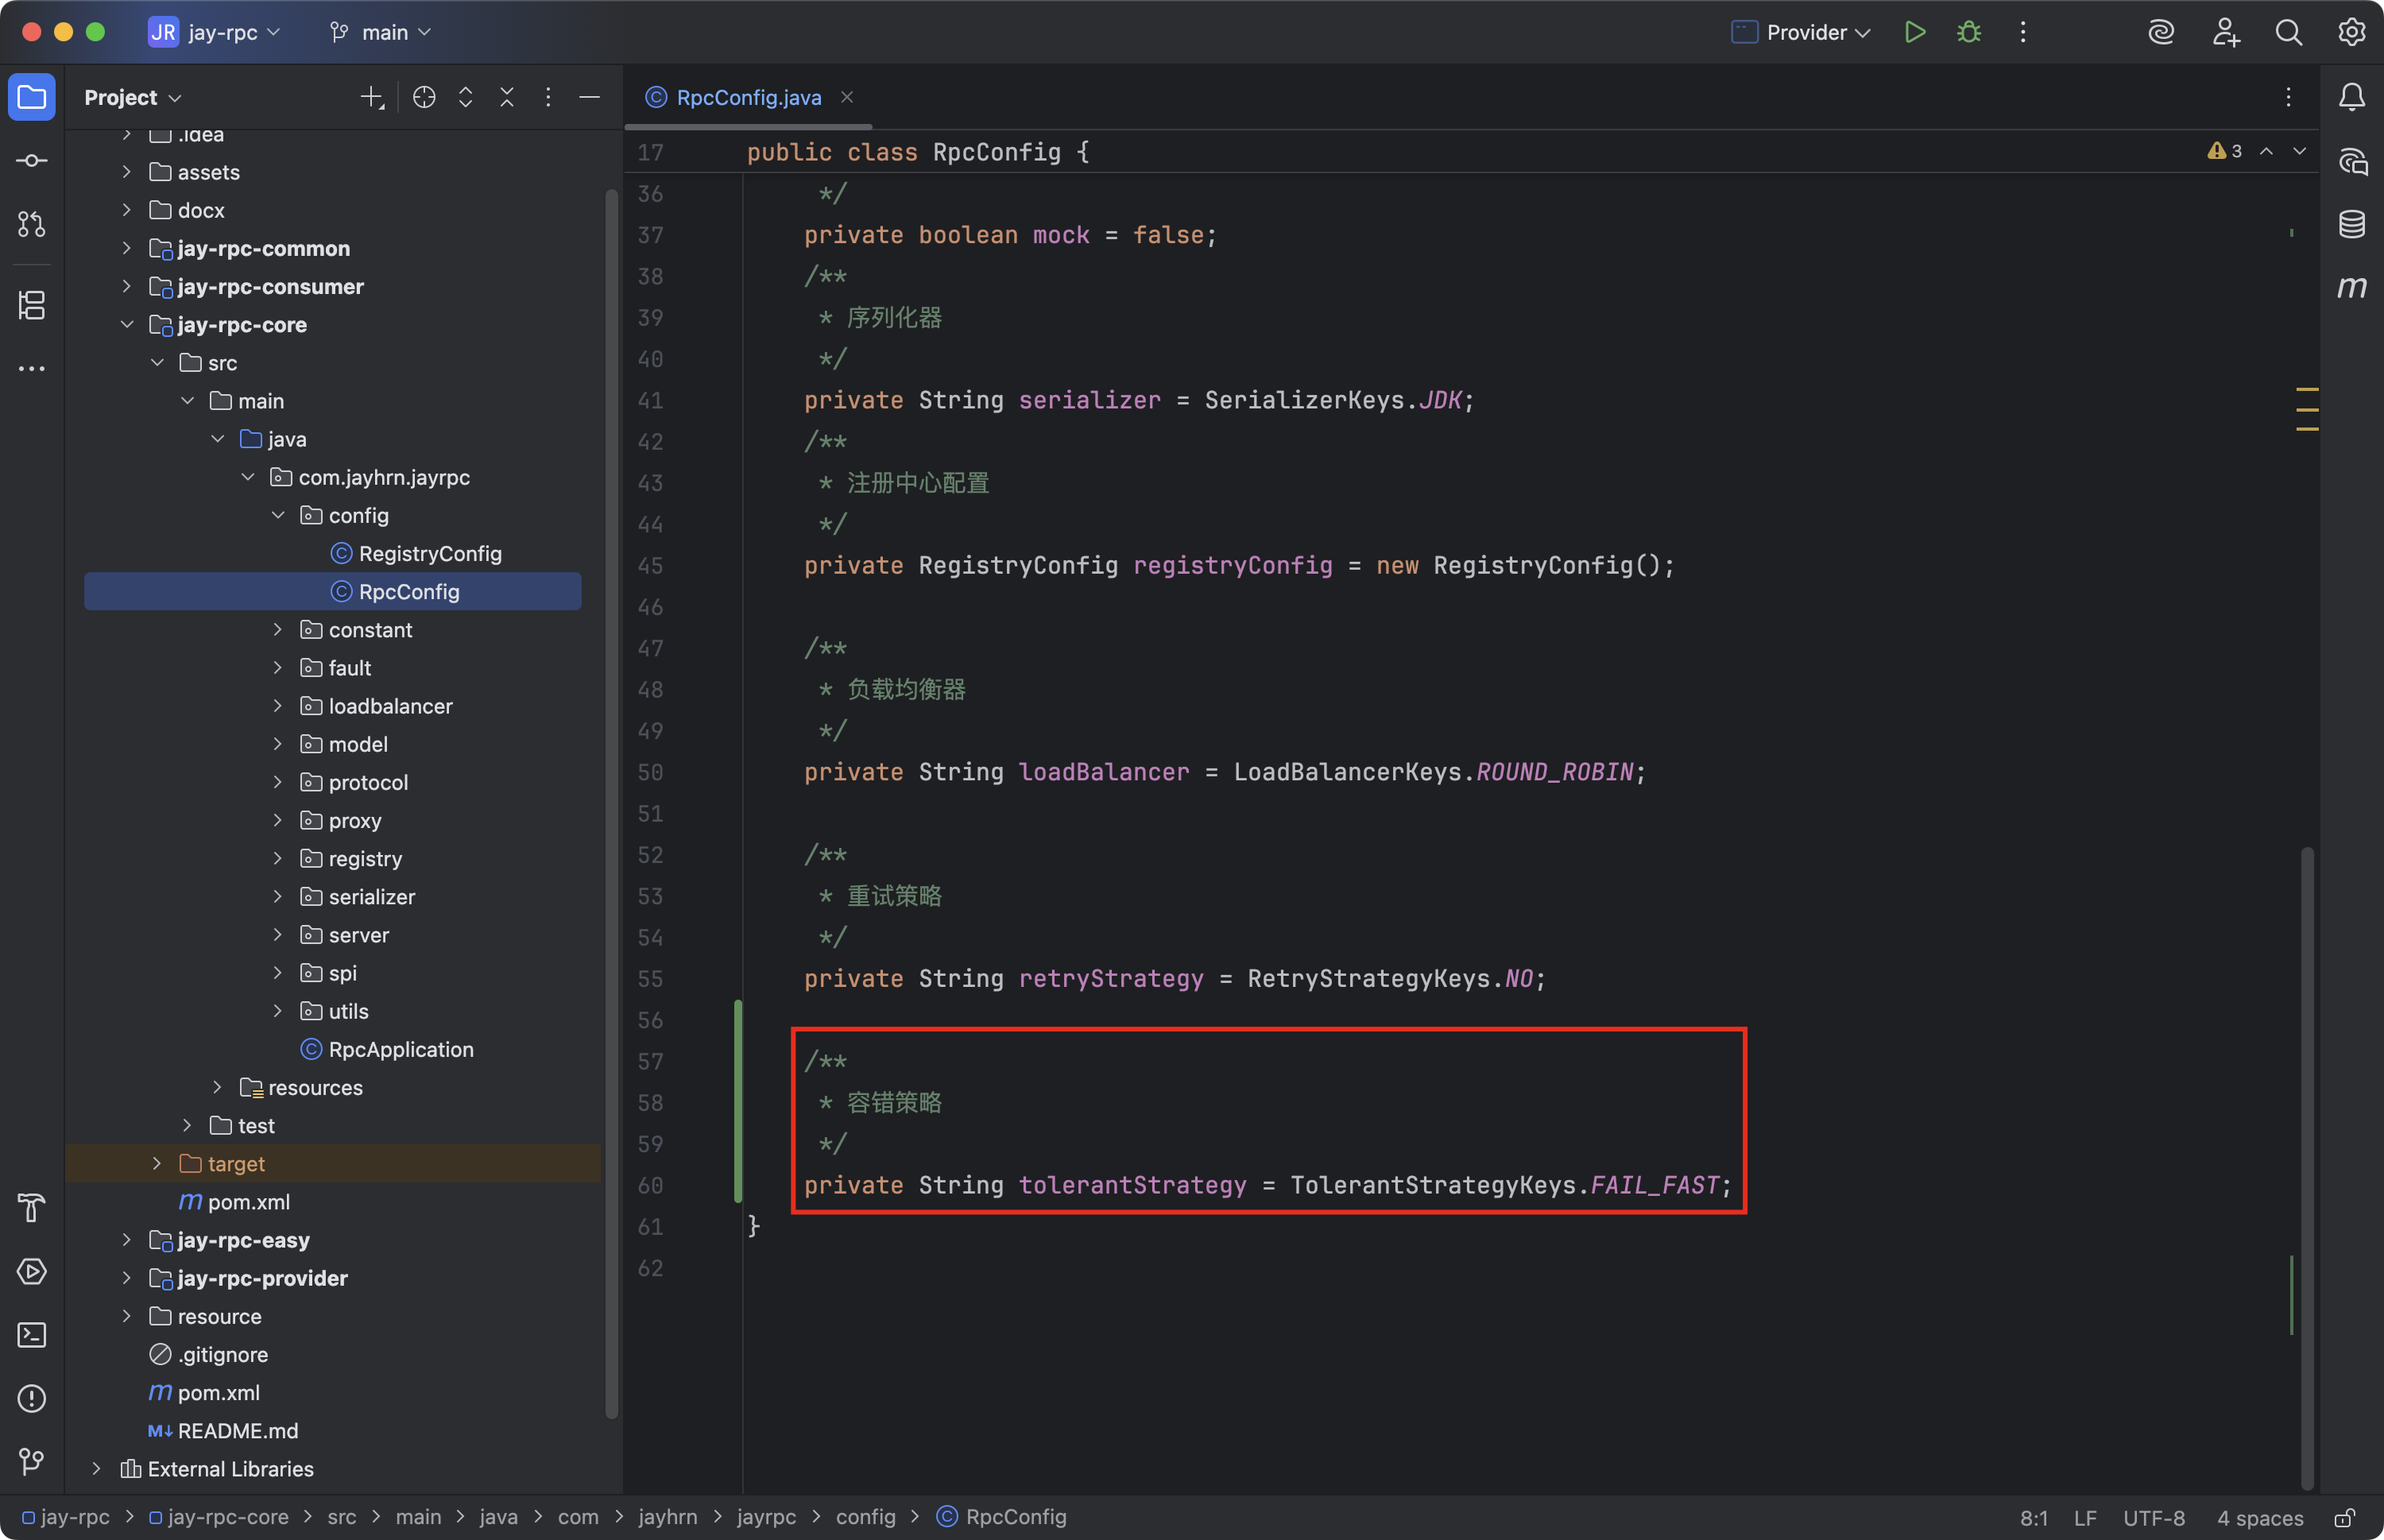 JR jay-rpc
main
Provider
Project
RpcConfig.java
.idea
assets
docx
jay-rpc-common
jay-rpc-consumer
jay-rpc-core
src
main
java
com.jayhrn.jayrpc
config
RegistryConfig
RpcConfig
constant
fault
loadbalancer
model
protocol
proxy
registry
serializer
server
spi
utils
RpcApplication
resources
test
target
m pom.xml
jay-rpc-easy
jay-rpc-provider
resource
.gitignore
m pom.xml
M↓ README.md
External Libraries
17 public class RpcConfig {
3
36 */
37 private boolean mock = false;
38 /**
39 * 序列化器
40 */
41 private String serializer = SerializerKeys.JDK;
42 /**
43 * 注册中心配置
44 */
45 private RegistryConfig registryConfig = new RegistryConfig();
46
47 /**
48 * 负载均衡器
49 */
50 private String loadBalancer = LoadBalancerKeys.ROUND_ROBIN;
51
52 /**
53 * 重试策略
54 */
55 private String retryStrategy = RetryStrategyKeys.NO;
56
57 /**
58 * 容错策略
59 */
60 private String tolerantStrategy = TolerantStrategyKeys.FAIL_FAST;
61 }
62
m
jay-rpc > jay-rpc-core > src > main > java > com > jayhrn > jayrpc > config > RpcConfig
8:1 LF UTF-8 4 spaces